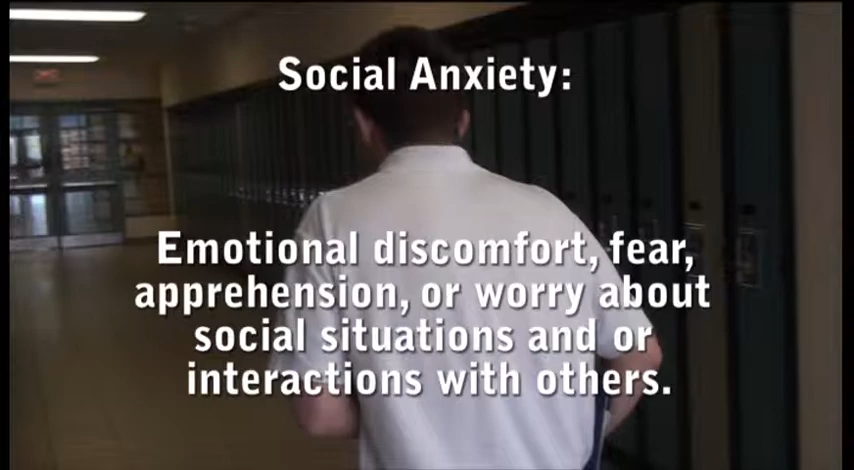 Social Anxiety:
Emotional discomfort, fear,
apprehension, or worry about
social situations and or
interactions with others.